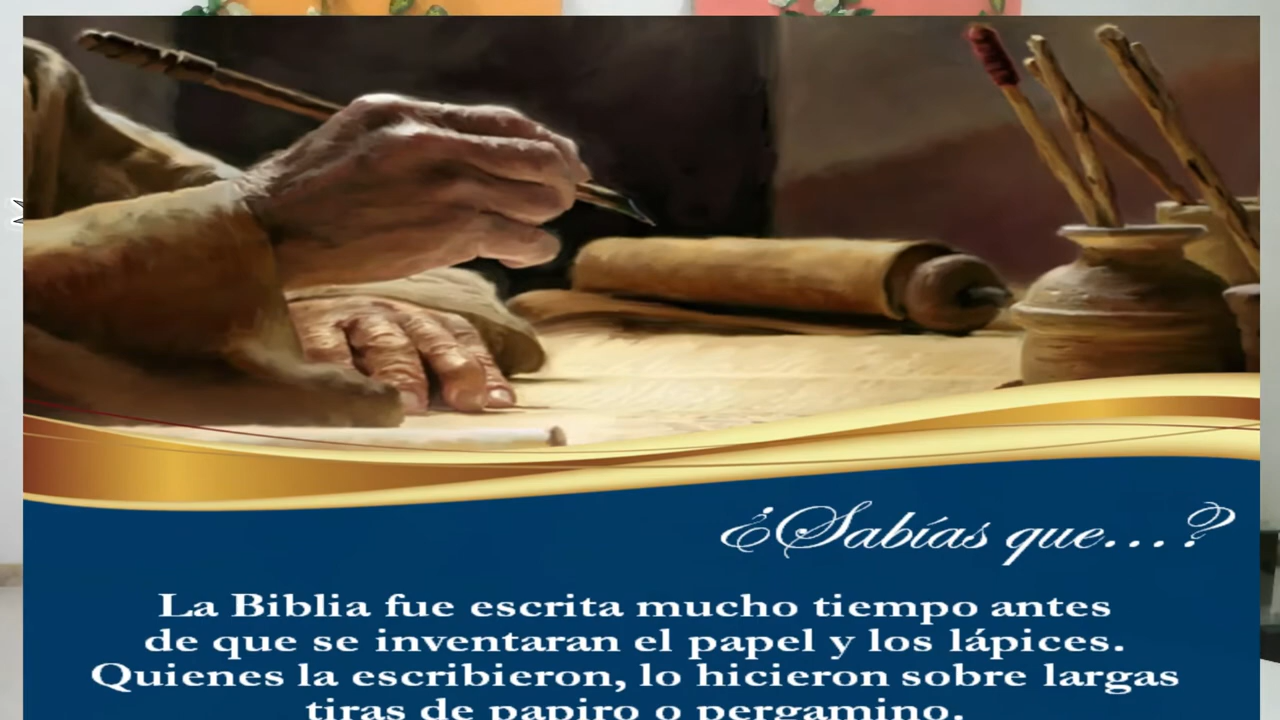 ¿Sabías que...?
La Biblia fue escrita mucho tiempo antes
de que se inventaran el papel y los lápices.
Quienes la escribieron, lo hicieron sobre largas
tiras de papiro o pergamino.